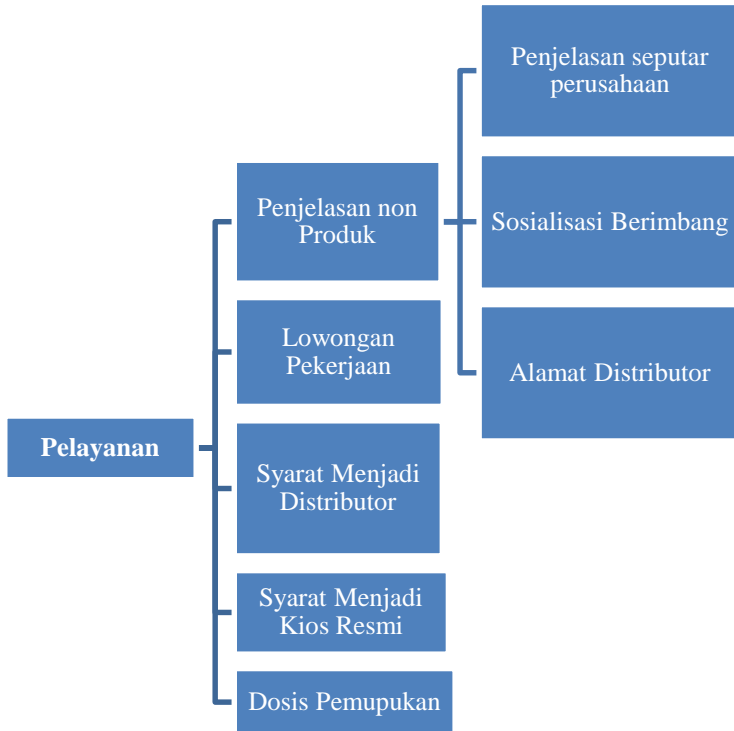 Pelayanan
Penjelasan non
Produk
Penjelasan seputar
perusahaan
Sosialisasi Berimbang
Alamat Distributor
Lowongan
Pekerjaan
Syarat Menjadi
Distributor
Syarat Menjadi
Kios Resmi
Dosis Pemupukan